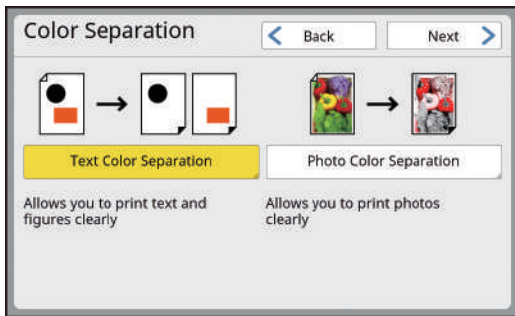 Color Separation
Back
Next
Text Color Separation
Photo Color Separation
Allows you to print text and
figures clearly
Allows you to print photos
clearly